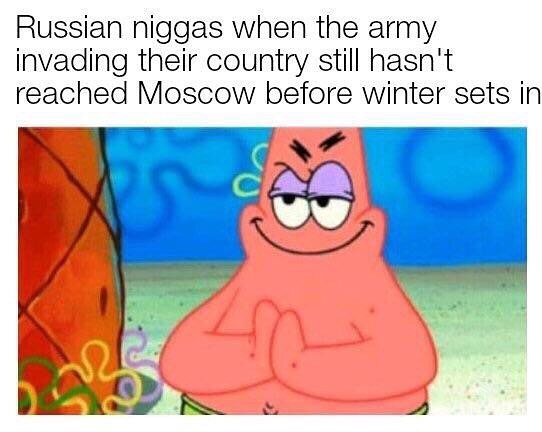 Russian niggas when the army
invading their country still hasn't
reached Moscow before winter sets in